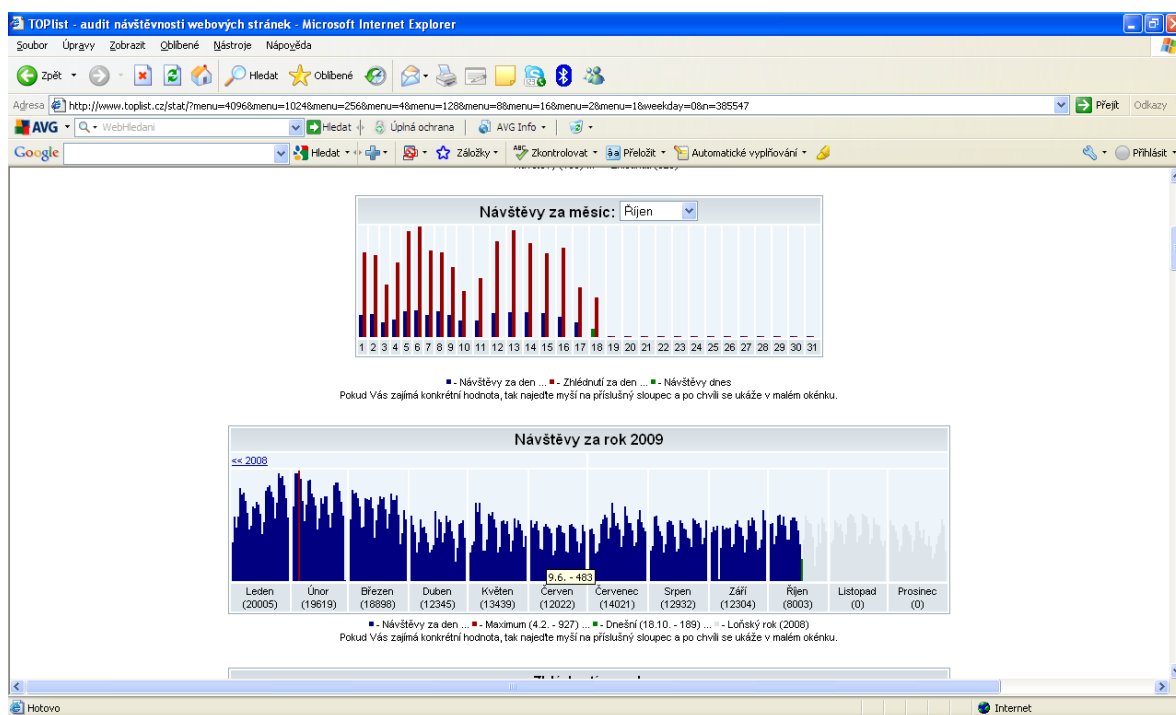 TOPlist - audit návštěvnosti webových stránek - Microsoft Internet Explorer
Soubor Úpravy Zobrazit Oblíbené Nástroje Nápověda
Zpět Hledat Oblíbené
Adresa http://www.toplist.cz/stat/?menu=4096&menu=1024&menu=256&menu=4&menu=128&menu=8&menu=16&menu=2&menu=1&weekday=0&n=385547 Přejít Odkazy
AVG WebHledani Hledat Úplná ochrana AVG Info
Google Hledat Záložky Zkontrolovat Přeložit Automatické vyplňování Přihlásit
Návštěvy za měsíc: Říjen
1 2 3 4 5 6 7 8 9 10 11 12 13 14 15 16 17 18 19 20 21 22 23 24 25 26 27 28 29 30 31
- Návštěvy za den ... - Zhlédnutí za den ... - Návštěvy dnes
Pokud Vás zajímá konkrétní hodnota, tak najeďte myší na příslušný sloupec a po chvíli se ukáže v malém okénku.
Návštěvy za rok 2009
<< 2008
9.6. - 483
Leden Únor Březen Duben Květen Červen Červenec Srpen Září Říjen Listopad Prosinec
(20005) (19619) (18898) (12345) (13439) (12022) (14021) (12932) (12304) (8003) (0) (0)
- Návštěvy za den ... - Maximum (4.2. - 927) ... - Dnešní (18.10. - 189) ... - Loňský rok (2008)
Pokud Vás zajímá konkrétní hodnota, tak najeďte myší na příslušný sloupec a po chvíli se ukáže v malém okénku.
Hotovo Internet